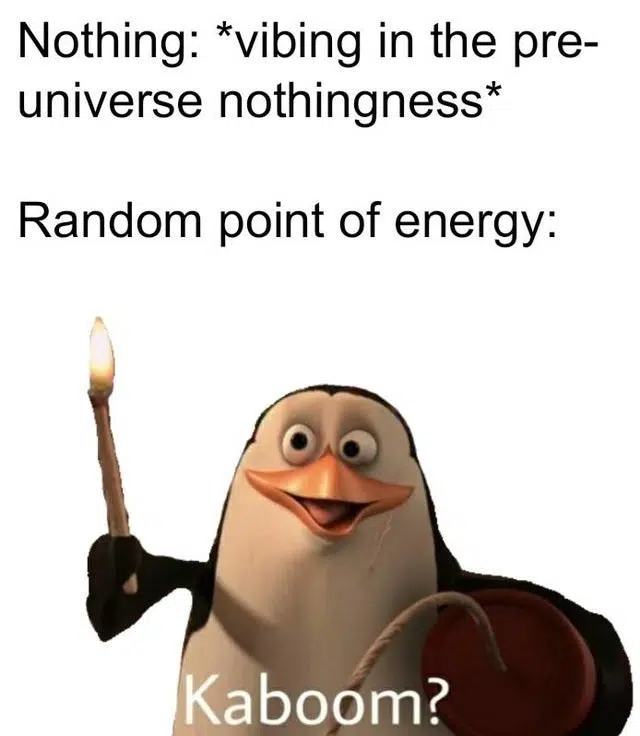 Nothing: *vibing in the pre-
universe nothingness*
Random point of energy:
Kaboom?